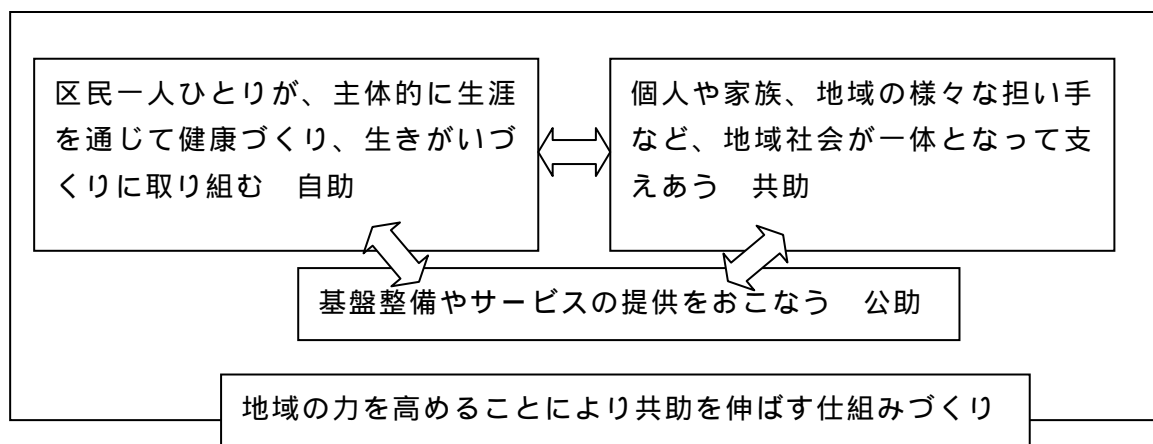 区民一人ひとりが、主体的に生涯
を通じて健康づくり、生きがいづ
くりに取り組む　自助
個人や家族、地域の様々な担い手
など、地域社会が一体となって支
えあう　共助
基盤整備やサービスの提供をおこなう　公助
地域の力を高めることにより共助を伸ばす仕組みづくり